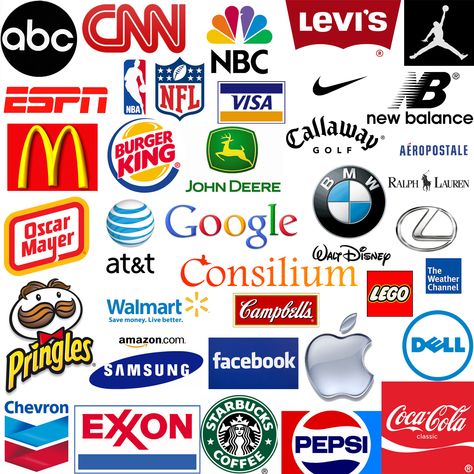 abc
CNN
NBC
LEVI'S
®
ESPN
NBA
NFL
VISA
new balance
BURGER
KING
®
JOHN DEERE
Callaway
GOLF
BMW
AÉROPOSTALE
RALPH LAUREN
Oscar
Mayer
at&t
Google
WALT DISNEY
Consilium
LEGO
The
Weather
Channel
Pringles
Walmart
Save money. Live better.
Campbell's
amazon.com
SAMSUNG
facebook
DELL
Chevron
EXXON
STARBUCKS
COFFEE
PEPSI
Coca-Cola
classic
®